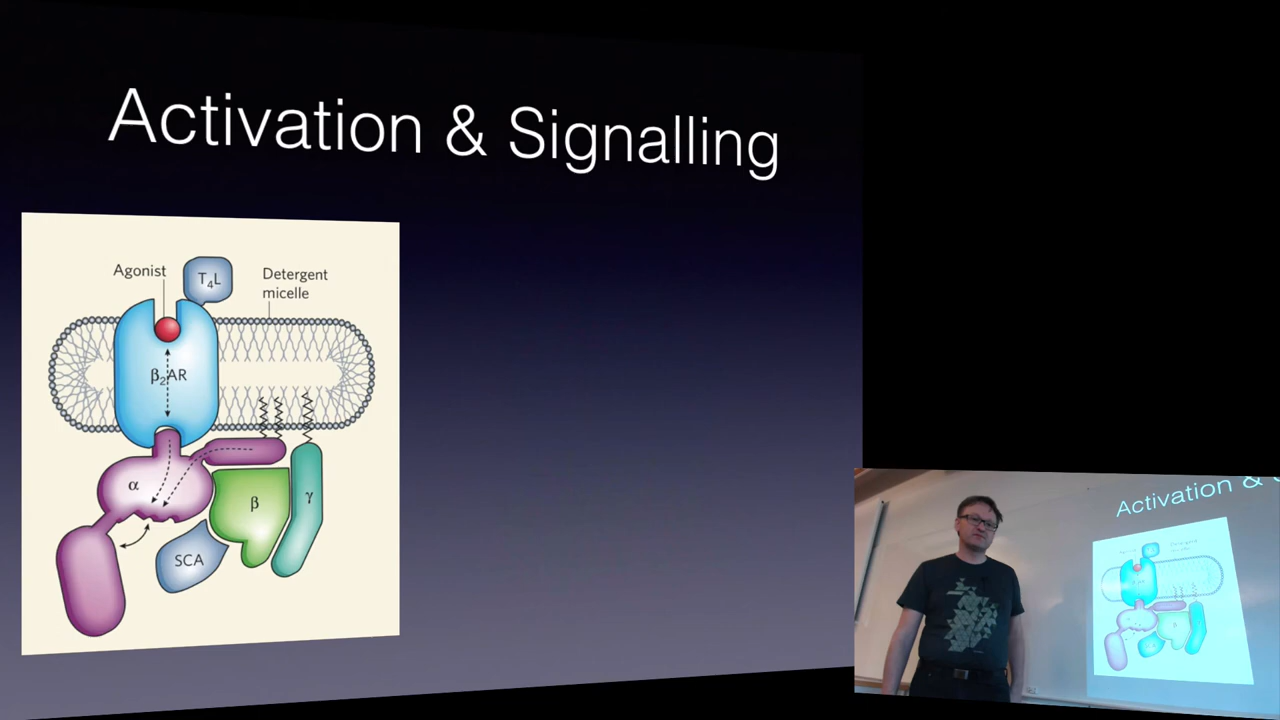 Activation & Signalling
Agonist
T₄L
Detergent
micelle
β₂AR
α
β
γ
SCA
Activation &